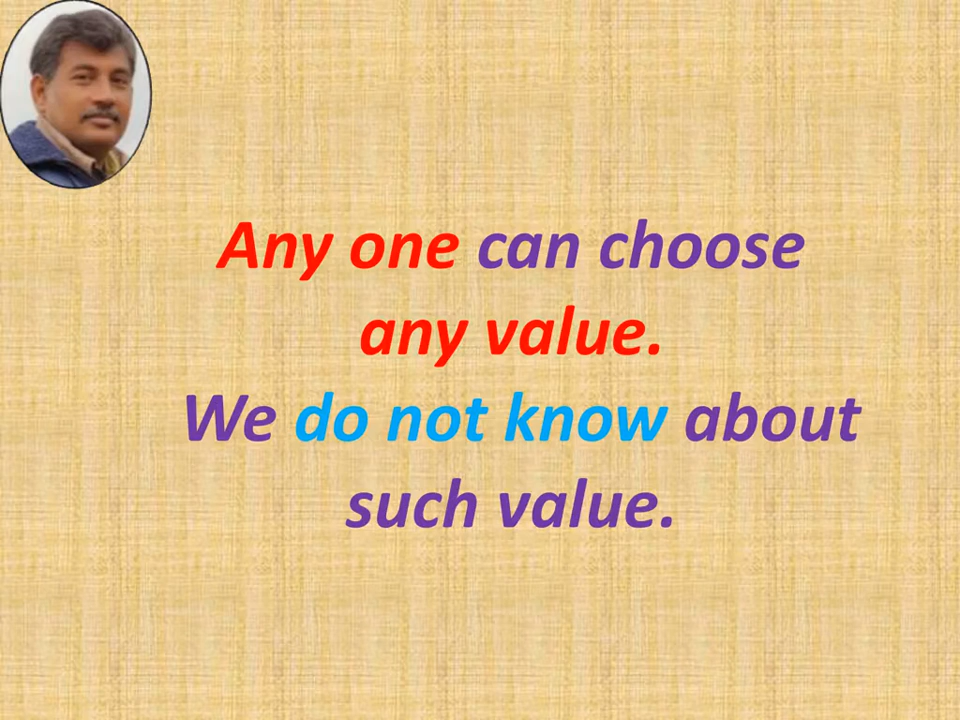 Any one can choose
any value.
We do not know about
such value.